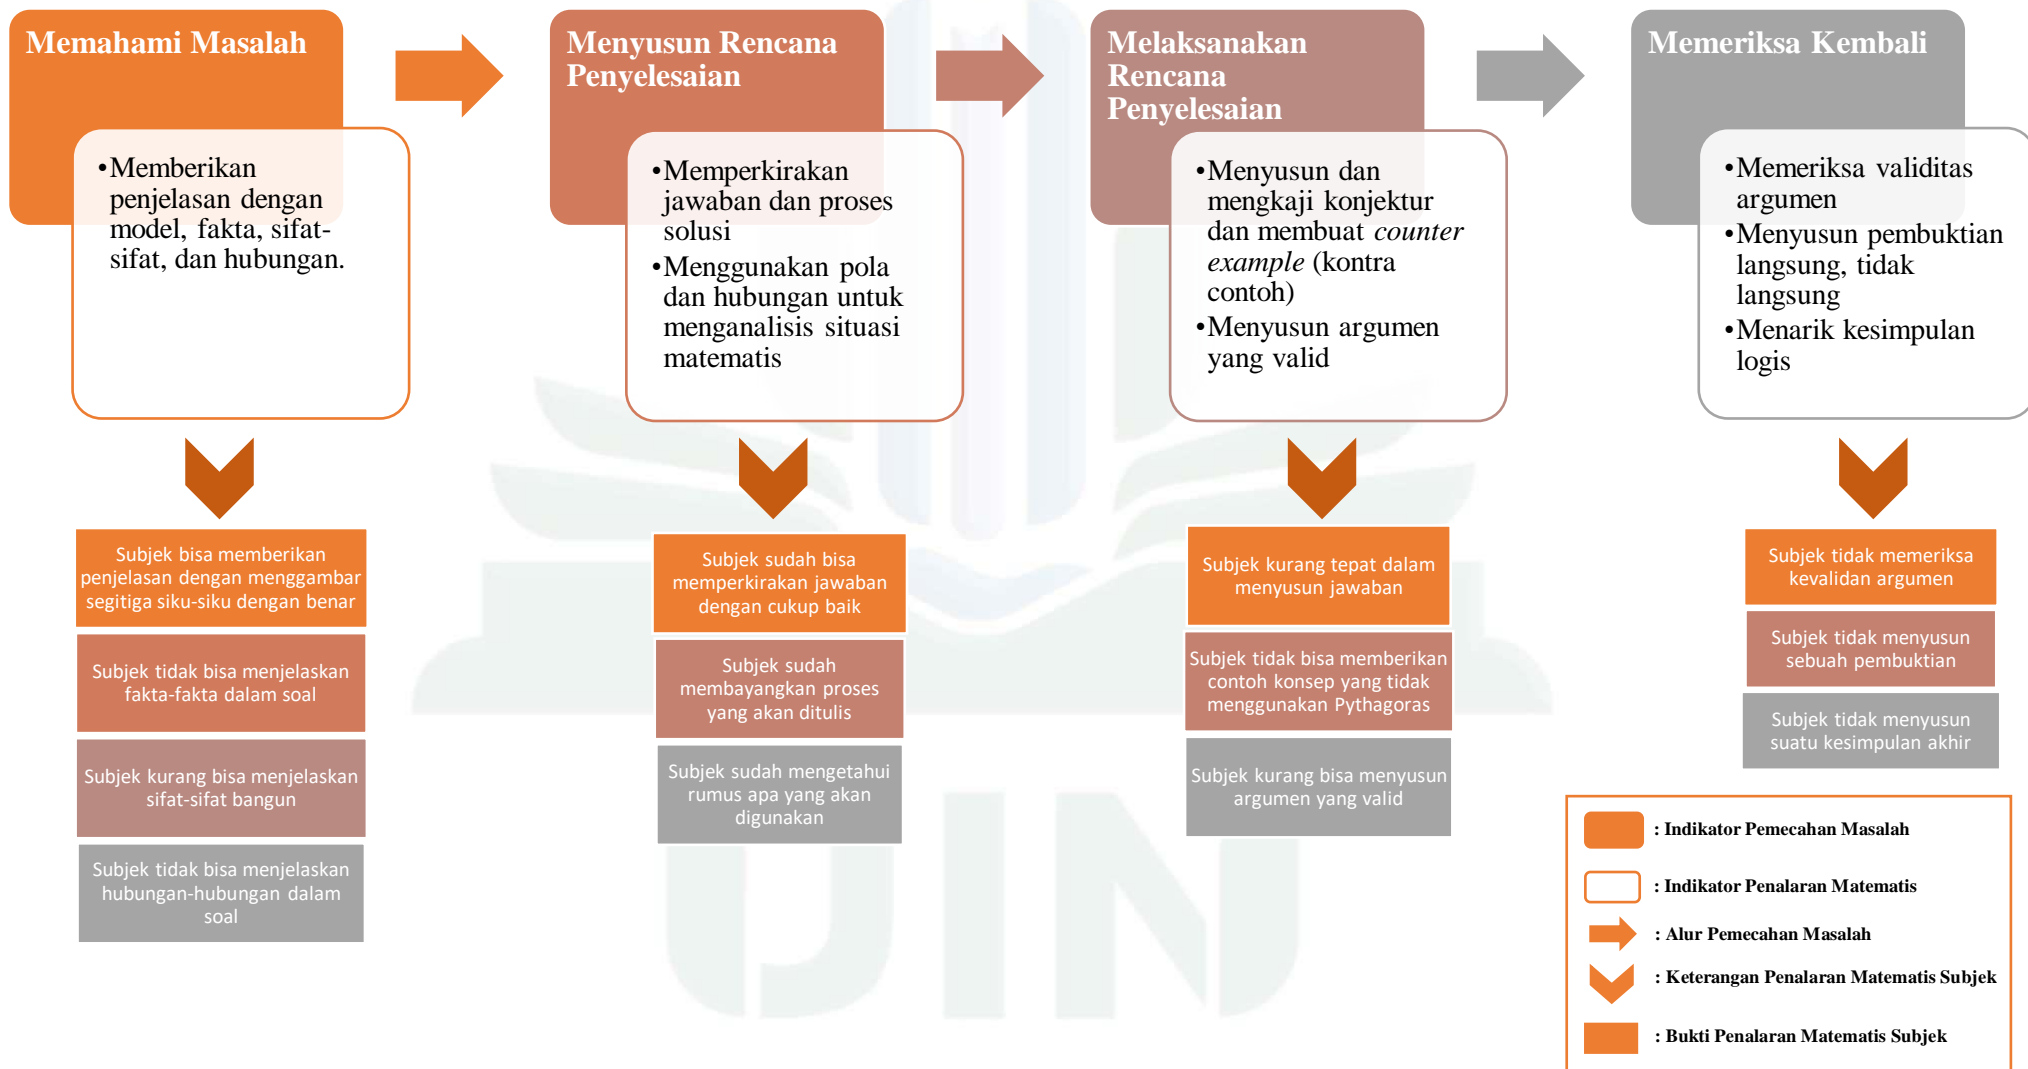 Memahami Masalah
•Memberikan
penjelasan dengan
model, fakta, sifat-
sifat, dan hubungan.
Subjek bisa memberikan
penjelasan dengan menggambar
segitiga siku-siku dengan benar
Subjek tidak bisa menjelaskan
fakta-fakta dalam soal
Subjek kurang bisa menjelaskan
sifat-sifat bangun
Subjek tidak bisa menjelaskan
hubungan-hubungan dalam
soal
Menyusun Rencana
Penyelesaian
•Memperkirakan
jawaban dan proses
solusi
•Menggunakan pola
dan hubungan untuk
menganalisis situasi
matematis
Subjek sudah bisa
memperkirakan jawaban
dengan cukup baik
Subjek sudah
membayangkan proses
yang akan ditulis
Subjek sudah mengetahui
rumus apa yang akan
digunakan
Melaksanakan
Rencana
Penyelesaian
•Menyusun dan
mengkaji konjektur
dan membuat counter
example (kontra
contoh)
•Menyusun argumen
yang valid
Subjek kurang tepat dalam
menyusun jawaban
Subjek tidak bisa memberikan
contoh konsep yang tidak
menggunakan Pythagoras
Subjek kurang bisa menyusun
argumen yang valid
Memeriksa Kembali
•Memeriksa validitas
argumen
•Menyusun pembuktian
langsung, tidak
langsung
•Menarik kesimpulan
logis
Subjek tidak memeriksa
kevalidan argumen
Subjek tidak menyusun
sebuah pembuktian
Subjek tidak menyusun
suatu kesimpulan akhir
: Indikator Pemecahan Masalah
: Indikator Penalaran Matematis
: Alur Pemecahan Masalah
: Keterangan Penalaran Matematis Subjek
: Bukti Penalaran Matematis Subjek
UIN